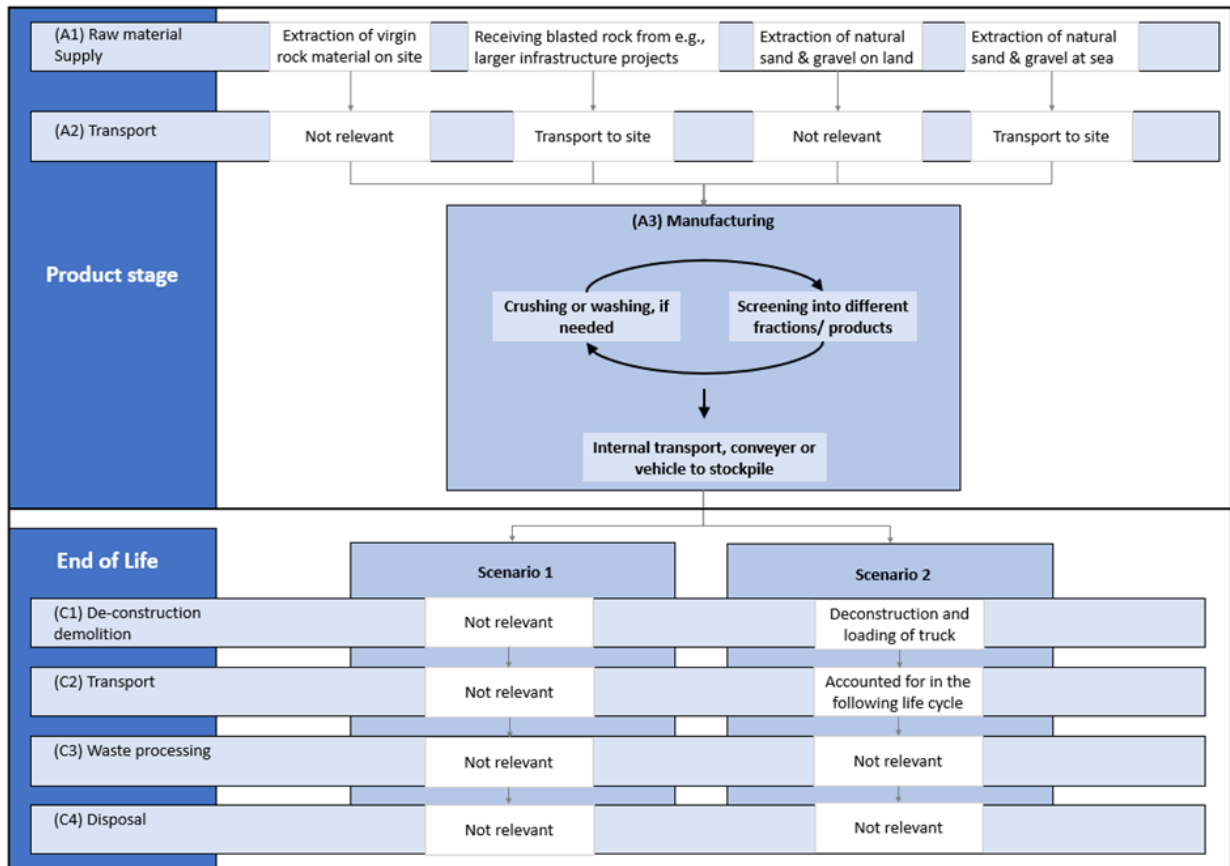 (A1) Raw material
Supply
Extraction of virgin
rock material on site
Receiving blasted rock from e.g.,
larger infrastructure projects
Extraction of natural
sand & gravel on land
Extraction of natural
sand & gravel at sea
(A2) Transport
Not relevant
Transport to site
Not relevant
Transport to site
Product stage
(A3) Manufacturing
Crushing or washing, if
needed
Screening into different
fractions/ products
Internal transport, conveyer or
vehicle to stockpile
End of Life
Scenario 1
Scenario 2
(C1) De-construction
demolition
Not relevant
Deconstruction and
loading of truck
(C2) Transport
Not relevant
Accounted for in the
following life cycle
(C3) Waste processing
Not relevant
Not relevant
(C4) Disposal
Not relevant
Not relevant